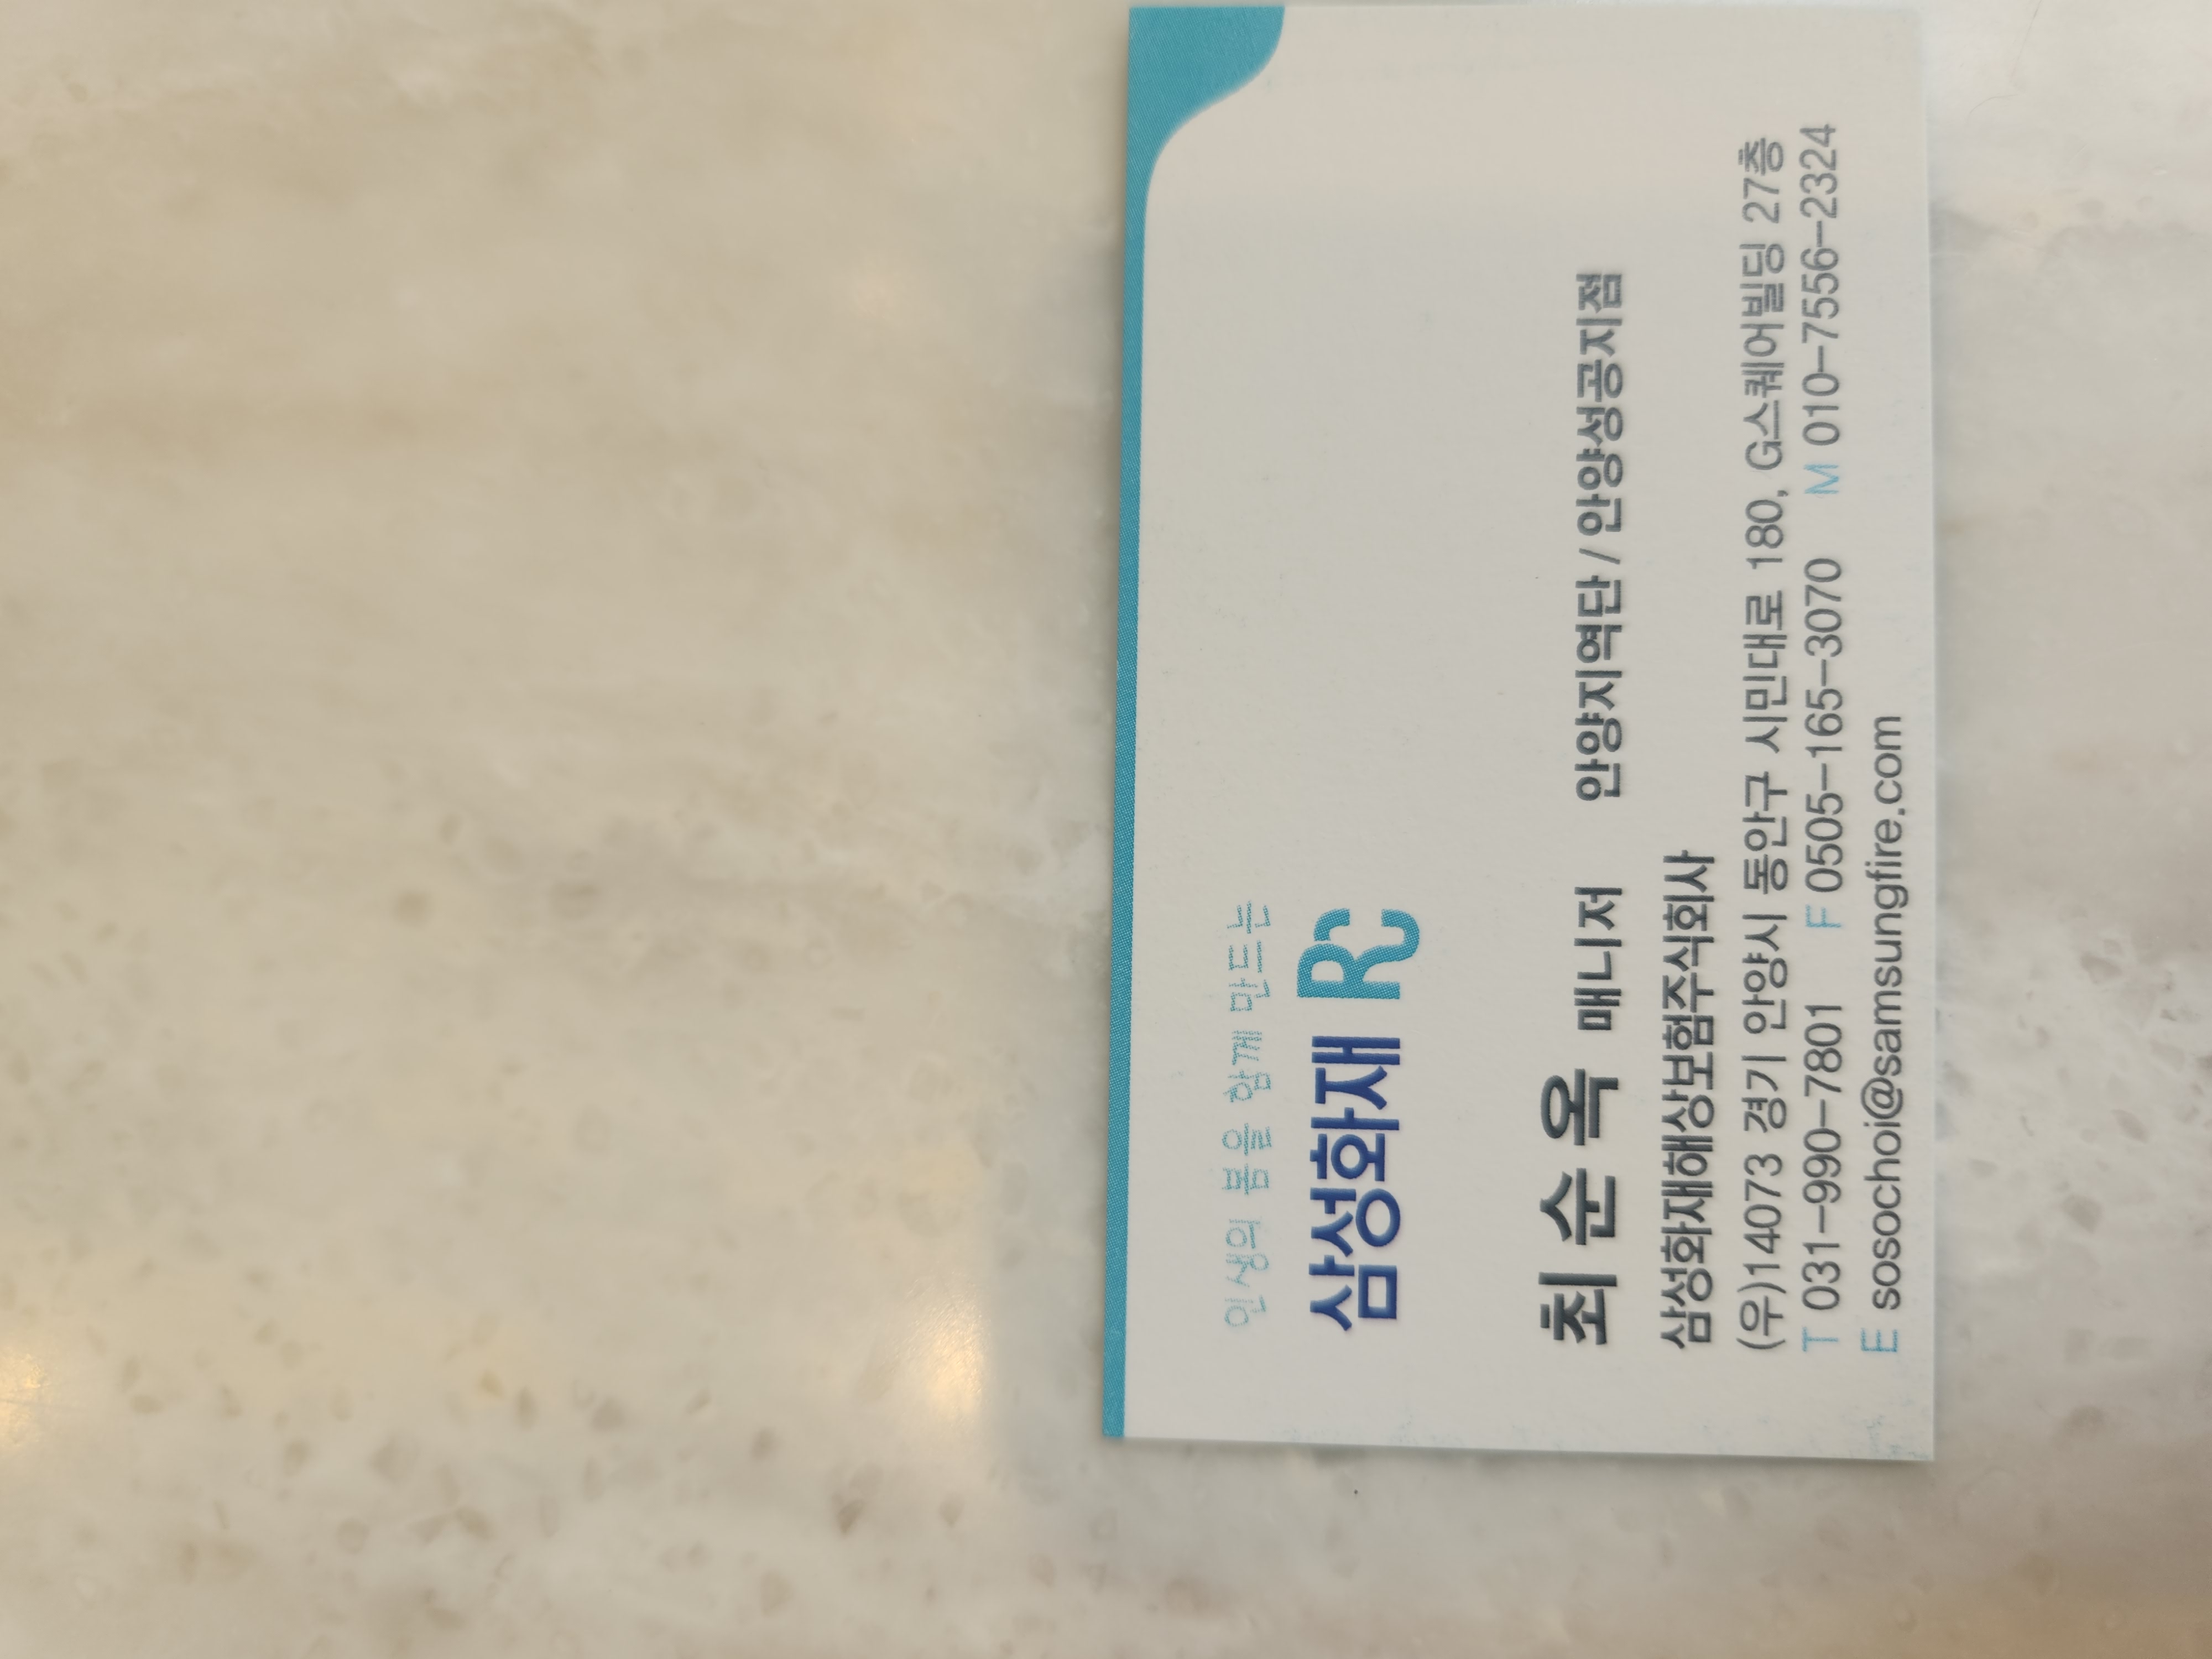 인생의 봄을 함께 만드는
삼성화재 RC
최순옥 매니저 안양지역단 / 안양성공지점
삼성화재해상보험주식회사
(우)14073 경기 안양시 동안구 시민대로 180, G스퀘어빌딩 27층
T 031-990-7801 F 0505-165-3070 M 010-7556-2324
E sosochoi@samsungfire.com